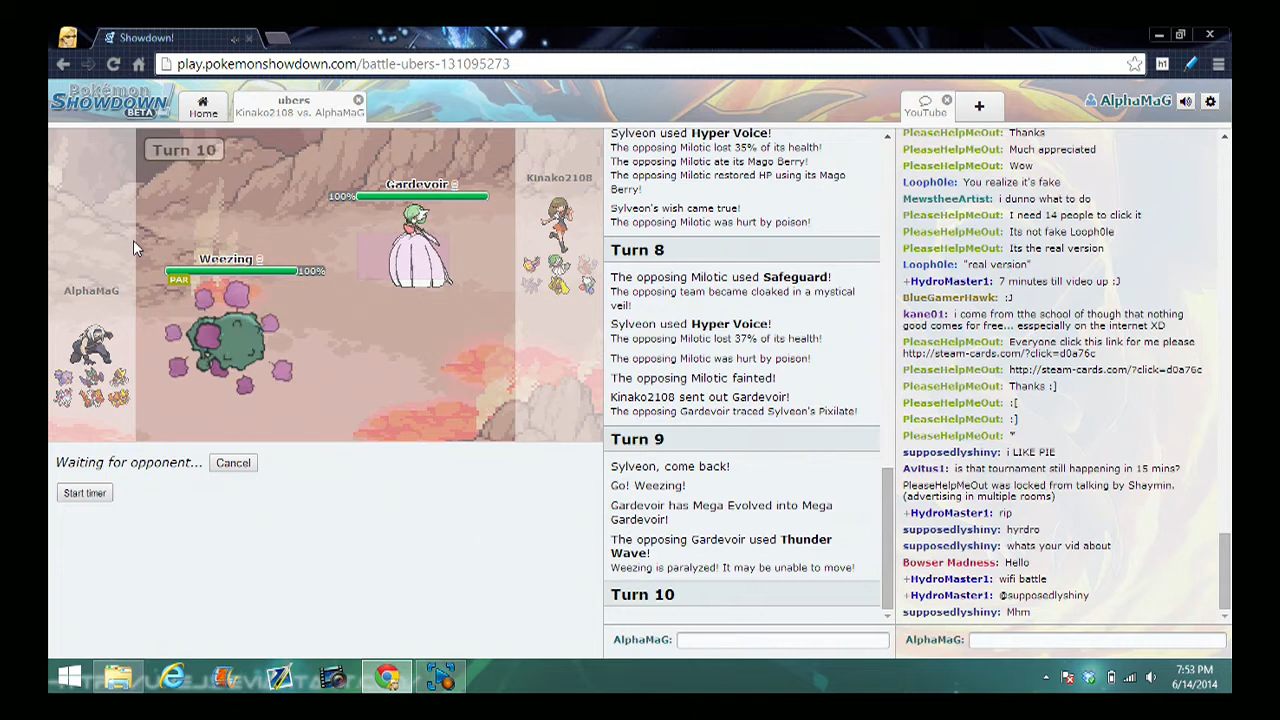 Showdown!
play.pokemonshowdown.com/battle-ubers-131095273
Pokémon
SHOWDOWN
BETA
Home
ubers
Kinako2108 vs. AlphaMaG
YouTube
+
AlphaMaG
Turn 10
Gardevoir
100%
Kinako2108
Weezing
100%
PAR
AlphaMaG
Waiting for opponent... Cancel
Start timer
Sylveon used Hyper Voice!
The opposing Milotic lost 35% of its health!
The opposing Milotic ate its Mago Berry!
The opposing Milotic restored HP using its Mago
Berry!
Sylveon's wish came true!
The opposing Milotic was hurt by poison!
Turn 8
The opposing Milotic used Safeguard!
The opposing team became cloaked in a mystical
veil!
Sylveon used Hyper Voice!
The opposing Milotic lost 37% of its health!
The opposing Milotic was hurt by poison!
The opposing Milotic fainted!
Kinako2108 sent out Gardevoir!
The opposing Gardevoir traced Sylveon's Pixilate!
Turn 9
Sylveon, come back!
Go! Weezing!
Gardevoir has Mega Evolved into Mega
Gardevoir!
The opposing Gardevoir used Thunder
Wave!
Weezing is paralyzed! It may be unable to move!
Turn 10
AlphaMaG:
PleaseHelpMeOut: Thanks
PleaseHelpMeOut: Much appreciated
PleaseHelpMeOut: Wow
Looph0le: You realize it's fake
MewstheeArtist: i dunno what to do
PleaseHelpMeOut: I need 14 people to click it
PleaseHelpMeOut: Its not fake Looph0le
PleaseHelpMeOut: Its the real version
Looph0le: "real version"
+HydroMaster1: 7 minutes till video up :J
BlueGamerHawk: :J
kane01: i come from tthe school of though that nothing
good comes for free... esspecially on the internet XD
PleaseHelpMeOut: Everyone click this link for me please
http://steam-cards.com/?click=d0a76c
PleaseHelpMeOut: http://steam-cards.com/?click=d0a76c
PleaseHelpMeOut: Thanks :]
PleaseHelpMeOut: :[
PleaseHelpMeOut: :]
PleaseHelpMeOut: *
supposedlyshiny: i LIKE PIE
Avitus1: is that tournament still happening in 15 mins?
PleaseHelpMeOut was locked from talking by Shaymin.
(advertising in multiple rooms)
+HydroMaster1: rip
supposedlyshiny: hyrdro
supposedlyshiny: whats your vid about
Bowser Madness: Hello
+HydroMaster1: wifi battle
+HydroMaster1: @supposedlyshiny
supposedlyshiny: Mhm
AlphaMaG:
7:53 PM
6/14/2014